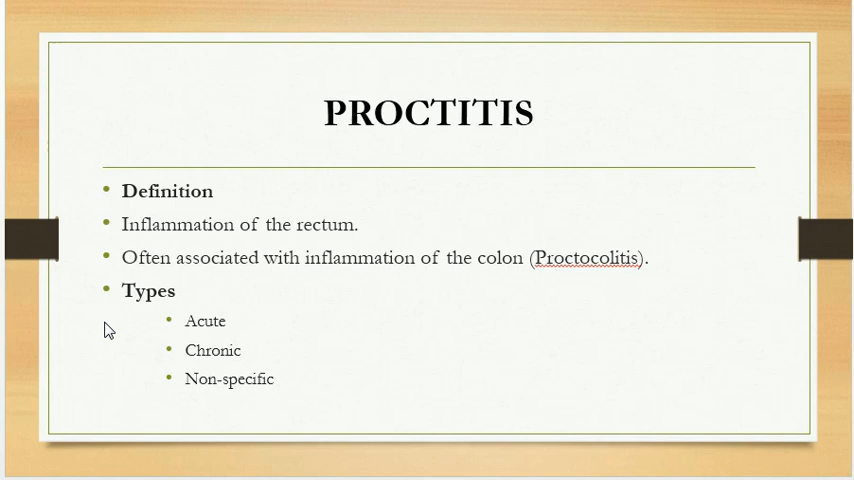 PROCTITIS
• Definition
• Inflammation of the rectum.
• Often associated with inflammation of the colon (Proctocolitis).
• Types
• Acute
• Chronic
• Non-specific